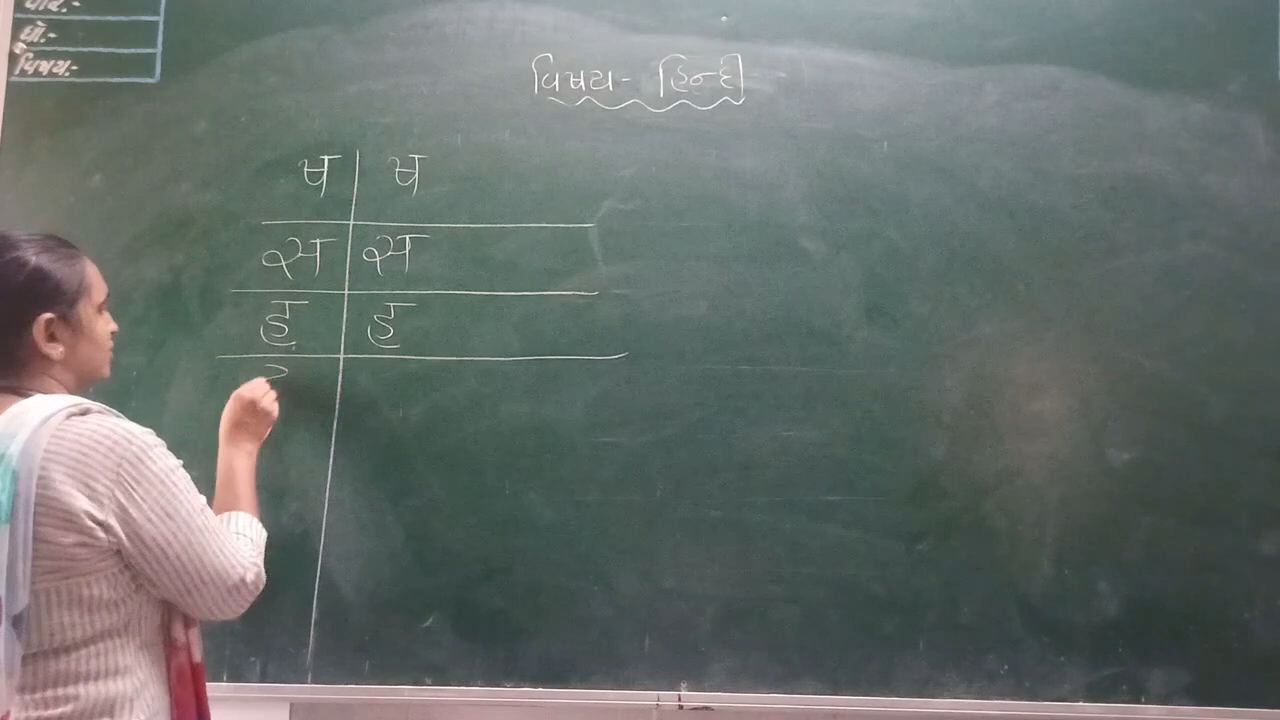 વાર:-
ધો.-
વિષય:-
વિષય- હિન્દી
ष ष
स स
ह ह